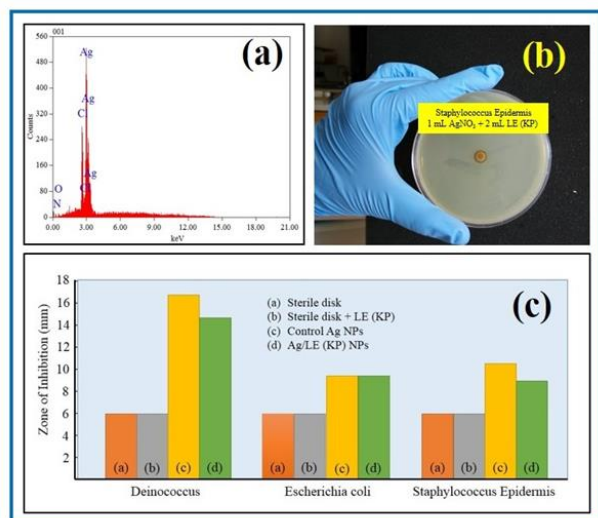 001
(a)
560
480
400
320
240
160
80
0
Counts
Ag
Ag
Cl
Ag
Cl
O
N
0.00 3.00 6.00 9.00 12.00 15.00 18.00 21.00
keV
(b)
Staphylococcus Epidermis
1 mL AgNO₃ + 2 mL LE (KP)
(c)
18
16
14
12
10
8
6
4
2
Zone of Inhibition (mm)
(a) Sterile disk
(b) Sterile disk + LE (KP)
(c) Control Ag NPs
(d) Ag/LE (KP) NPs
(a) (b) (c) (d) (a) (b) (c) (d) (a) (b) (c) (d)
Deinococcus Escherichia coli Staphylococcus Epidermis